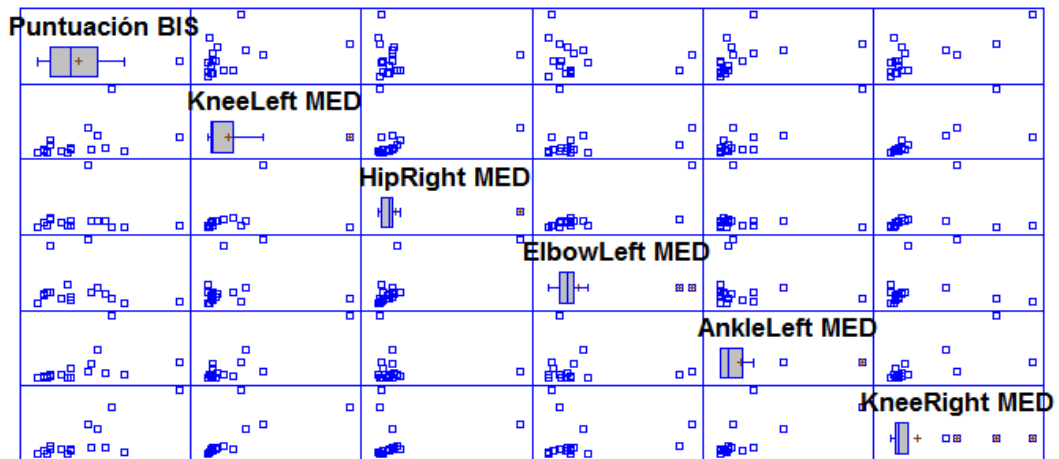 Puntuación BIS
KneeLeft MED
HipRight MED
ElbowLeft MED
AnkleLeft MED
KneeRight MED